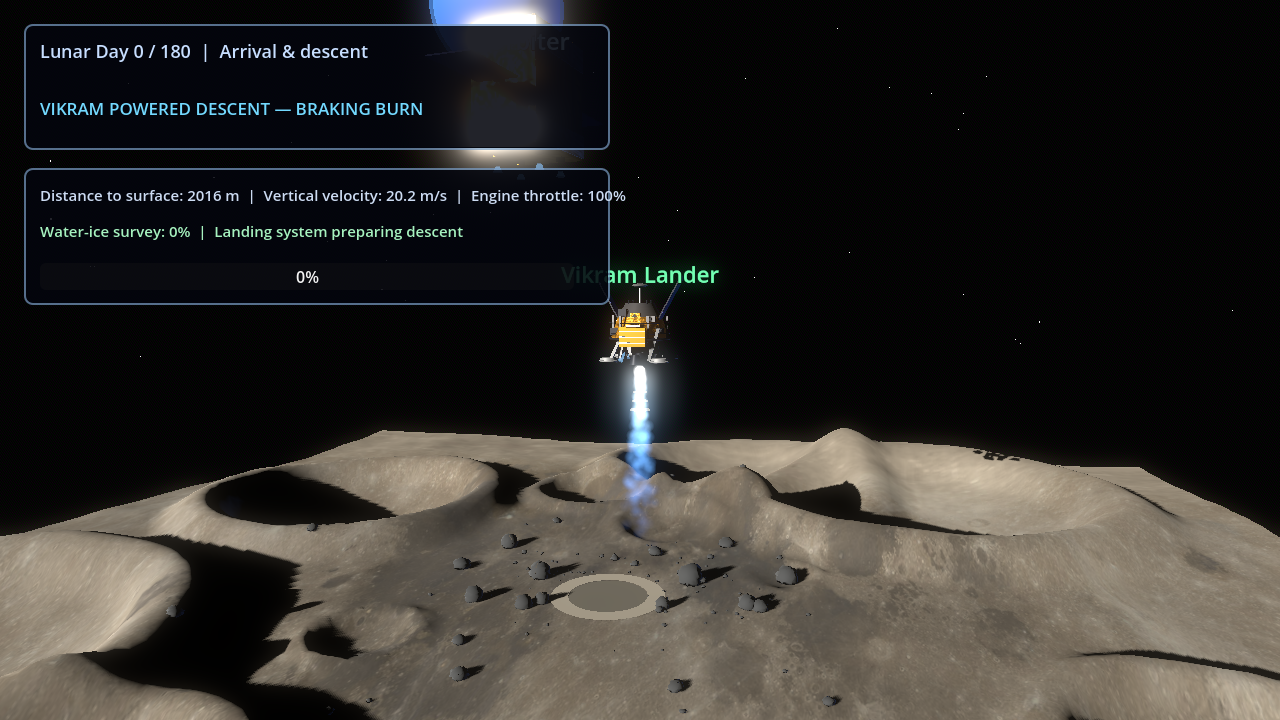 Lunar Day 0 / 180 | Arrival & descent
VIKRAM POWERED DESCENT — BRAKING BURN
Distance to surface: 2016 m | Vertical velocity: 20.2 m/s | Engine throttle: 100%
Water-ice survey: 0% | Landing system preparing descent
0%
Vikram Lander